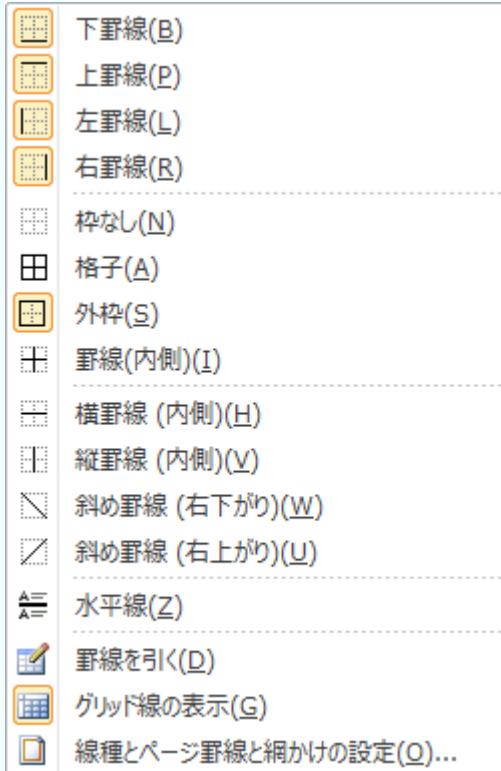 下罫線(B)
上罫線(P)
左罫線(L)
右罫線(R)
枠なし(N)
格子(A)
外枠(S)
罫線(内側)(I)
横罫線 (内側)(H)
縦罫線 (内側)(V)
斜め罫線 (右下がり)(W)
斜め罫線 (右上がり)(U)
水平線(Z)
罫線を引く(D)
グリッド線の表示(G)
線種とページ罫線と網かけの設定(O)...